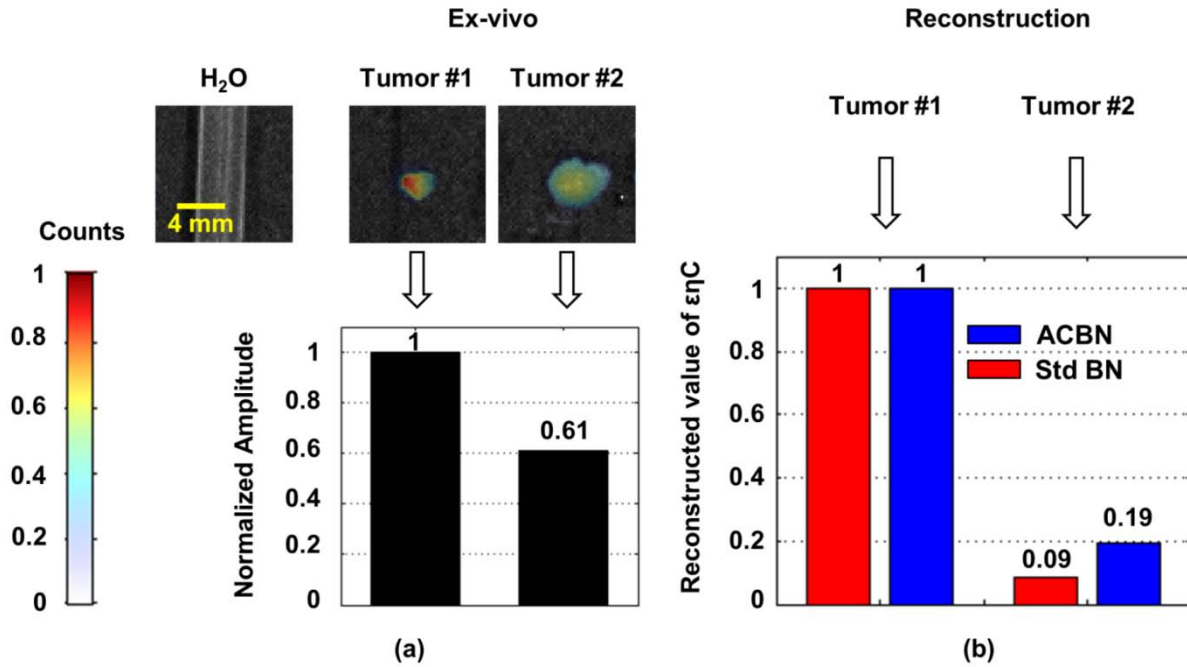 Ex-vivo
Reconstruction
H₂O
Tumor #1
Tumor #2
4 mm
Counts
1
0.8
0.6
0.4
0.2
0
Normalized Amplitude
1
0.8
0.6
0.4
0.2
0
1
0.61
(a)
Tumor #1
Tumor #2
Reconstructed value of εηC
1
0.8
0.6
0.4
0.2
0
1
1
ACBN
Std BN
0.09
0.19
(b)